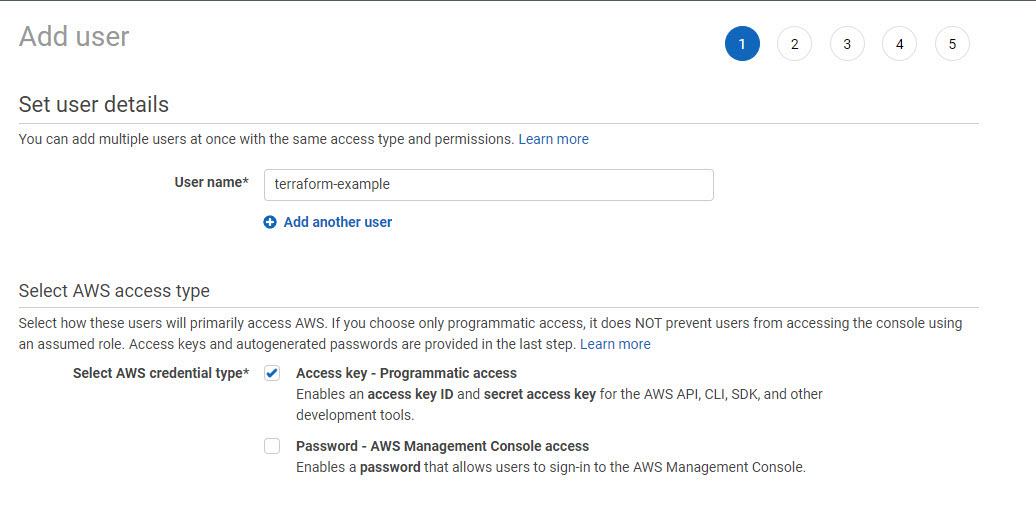 Add user
1 2 3 4 5
Set user details
You can add multiple users at once with the same access type and permissions. Learn more
User name* terraform-example
Add another user
Select AWS access type
Select how these users will primarily access AWS. If you choose only programmatic access, it does NOT prevent users from accessing the console using
an assumed role. Access keys and autogenerated passwords are provided in the last step. Learn more
Select AWS credential type* Access key - Programmatic access
Enables an access key ID and secret access key for the AWS API, CLI, SDK, and other
development tools.
Password - AWS Management Console access
Enables a password that allows users to sign-in to the AWS Management Console.